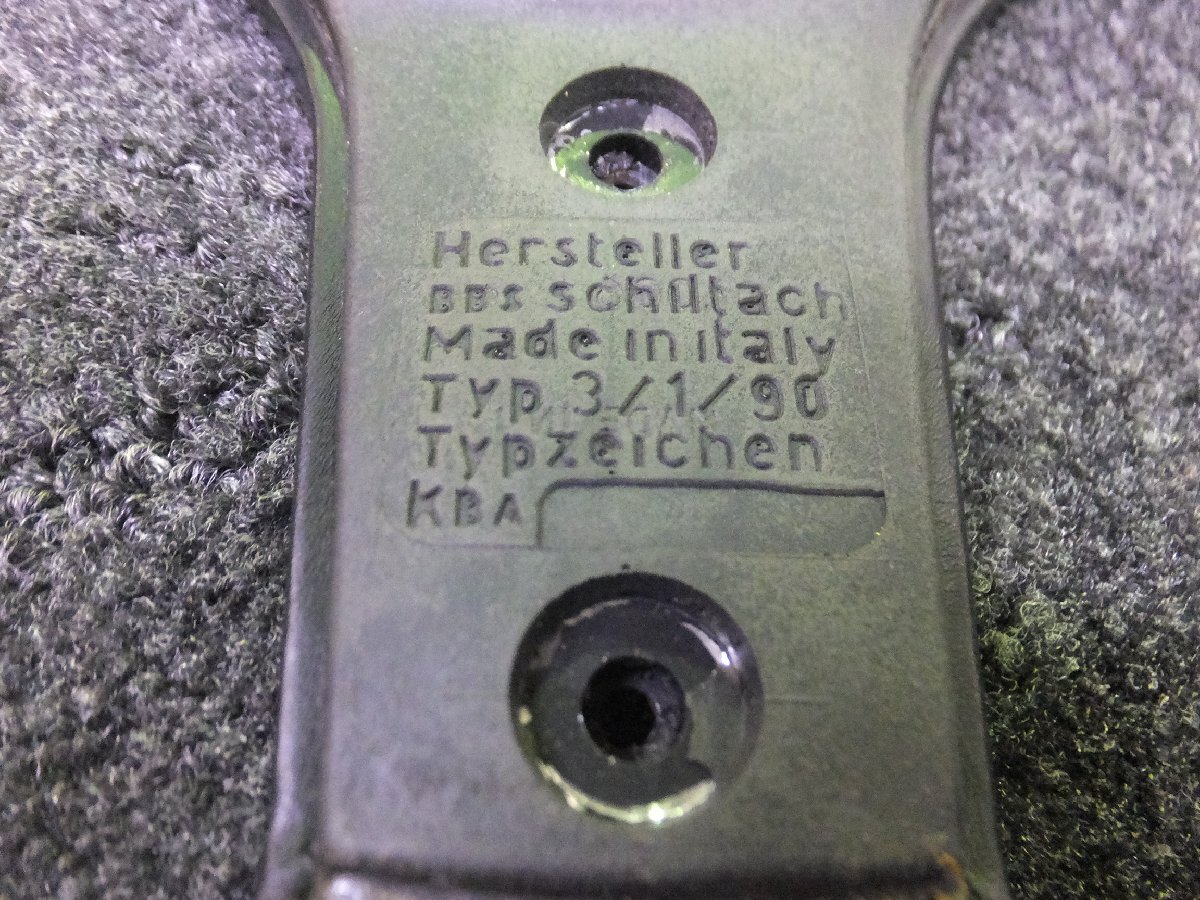 Hersteller
BBS Schiltach
Made in Italy
Typ 3/1/90
Typzeichen
KBA